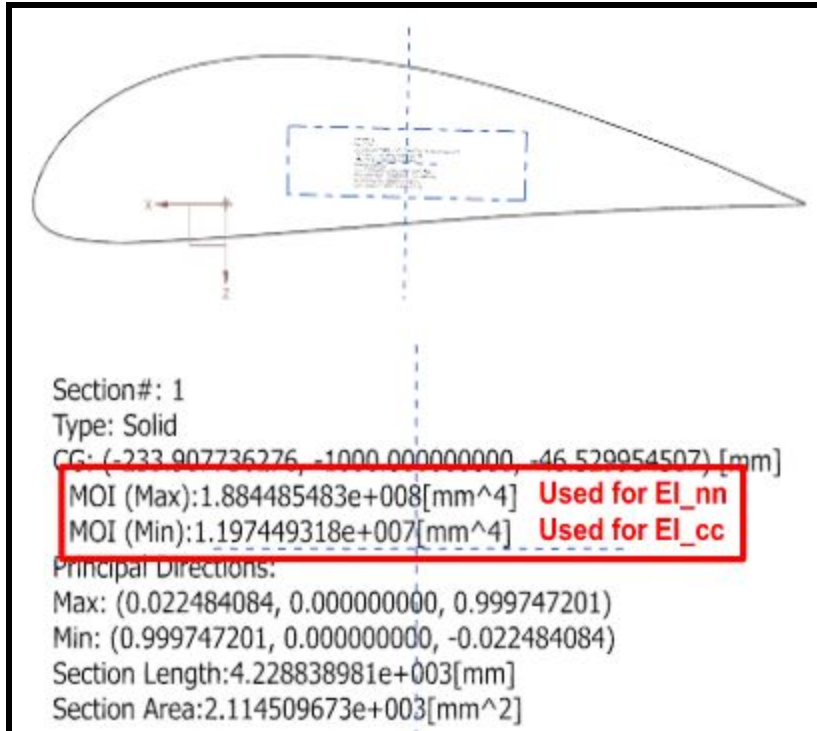 X
Z
Section#: 1
Type: Solid
CG: (-233.907736276, -1000.000000000, -46.529954507) [mm]
MOI (Max):1.884485483e+008[mm^4] Used for EI_nn
MOI (Min):1.197449318e+007[mm^4] Used for EI_cc
Principal Directions:
Max: (0.022484084, 0.000000000, 0.999747201)
Min: (0.999747201, 0.000000000, -0.022484084)
Section Length:4.228838981e+003[mm]
Section Area:2.114509673e+003[mm^2]